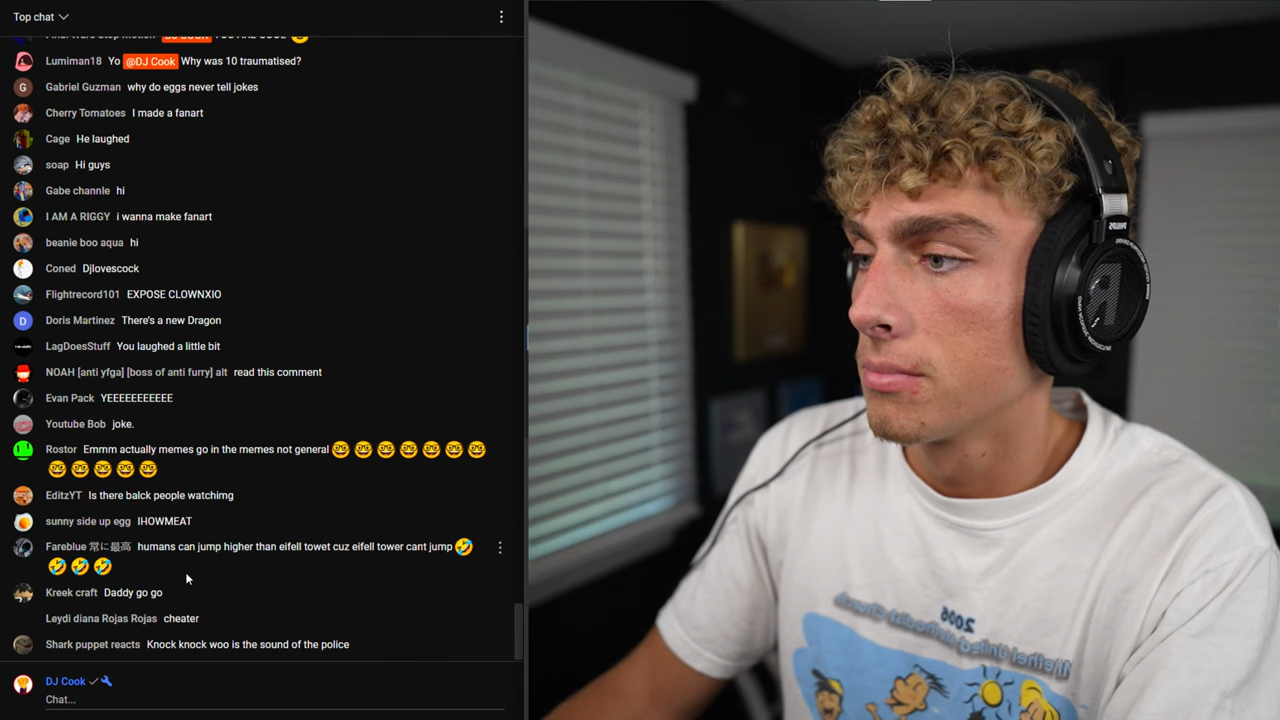 Top chat
Lumiman18 Yo @DJ Cook Why was 10 traumatised?
G Gabriel Guzman why do eggs never tell jokes
Cherry Tomatoes I made a fanart
Cage He laughed
soap Hi guys
Gabe channle hi
I AM A RIGGY i wanna make fanart
beanie boo aqua hi
Coned Djlovescock
Flightrecord101 EXPOSE CLOWNXIO
D Doris Martinez There's a new Dragon
LagDoesStuff You laughed a little bit
NOAH [anti yfga] [boss of anti furry] alt read this comment
Evan Pack YEEEEEEEEEEE
Youtube Bob joke.
Rostor Emmm actually memes go in the memes not general 🤓 🤓 🤓 🤓 🤓 🤓 🤓
🤓 🤓 🤓 🤓 🤓
EditzYT Is there balck people watchimg
sunny side up egg IHOWMEAT
Fareblue 常に最高 humans can jump higher than eifell towet cuz eifell tower cant jump 🤣
🤣 🤣 🤣
Kreek craft Daddy go go
Leydi diana Rojas Rojas cheater
Shark puppet reacts Knock knock woo is the sound of the police
DJ Cook
Chat...
PHILIPS
2006
Bethel United Methodist Church